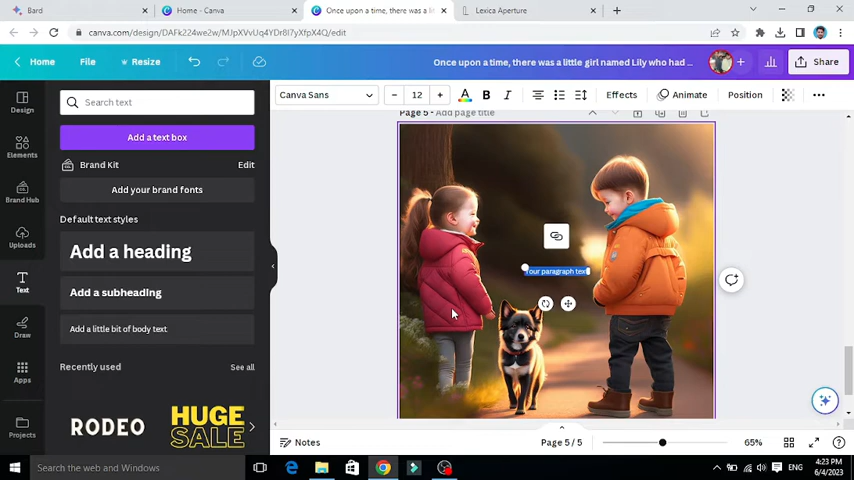 Bard
Home - Canva
Once upon a time, there was a li
Lexica Aperture
canva.com/design/DAFk224we2w/MJpXVvUq4YDr8I7yXfpX4Q/edit
Home
File
Resize
Once upon a time, there was a little girl named Lily who had ...
Share
Design
Elements
Brand Hub
Uploads
Text
Draw
Apps
Projects
Search text
Add a text box
Brand Kit
Edit
Add your brand fonts
Default text styles
Add a heading
Add a subheading
Add a little bit of body text
Recently used
See all
RODEO
HUGE
SALE
Canva Sans
12
A
B
I
Effects
Animate
Position
Page 5 - Add page title
Your paragraph text
Notes
Page 5 / 5
65%
Search the web and Windows
ENG
4:23 PM
6/4/2023